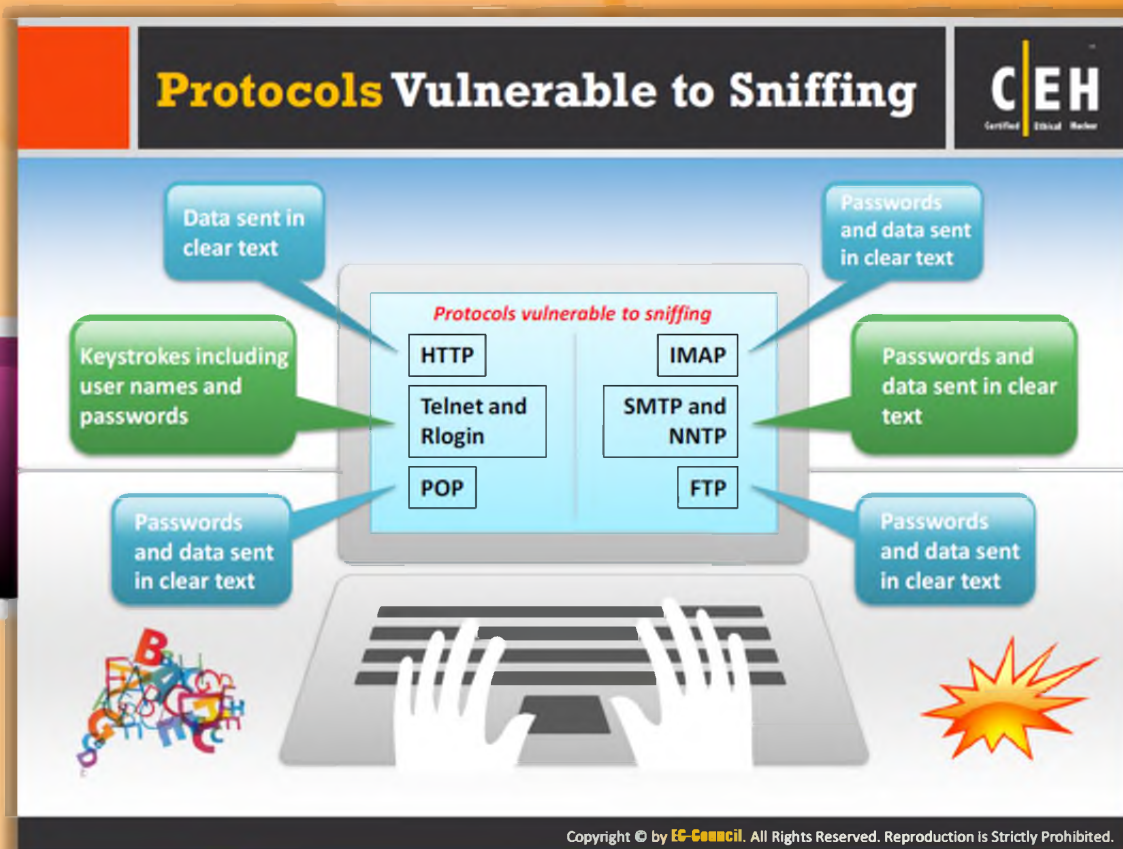 Protocols Vulnerable to Sniffing
C|EH
Certified Ethical Hacker
Data sent in
clear text
Passwords
and data sent
in clear text
Protocols vulnerable to sniffing
HTTP
IMAP
Keystrokes including
user names and
passwords
Passwords and
data sent in clear
text
Telnet and
Rlogin
SMTP and
NNTP
POP
FTP
Passwords
and data sent
in clear text
Passwords
and data sent
in clear text
Copyright © by EC-Council. All Rights Reserved. Reproduction is Strictly Prohibited.